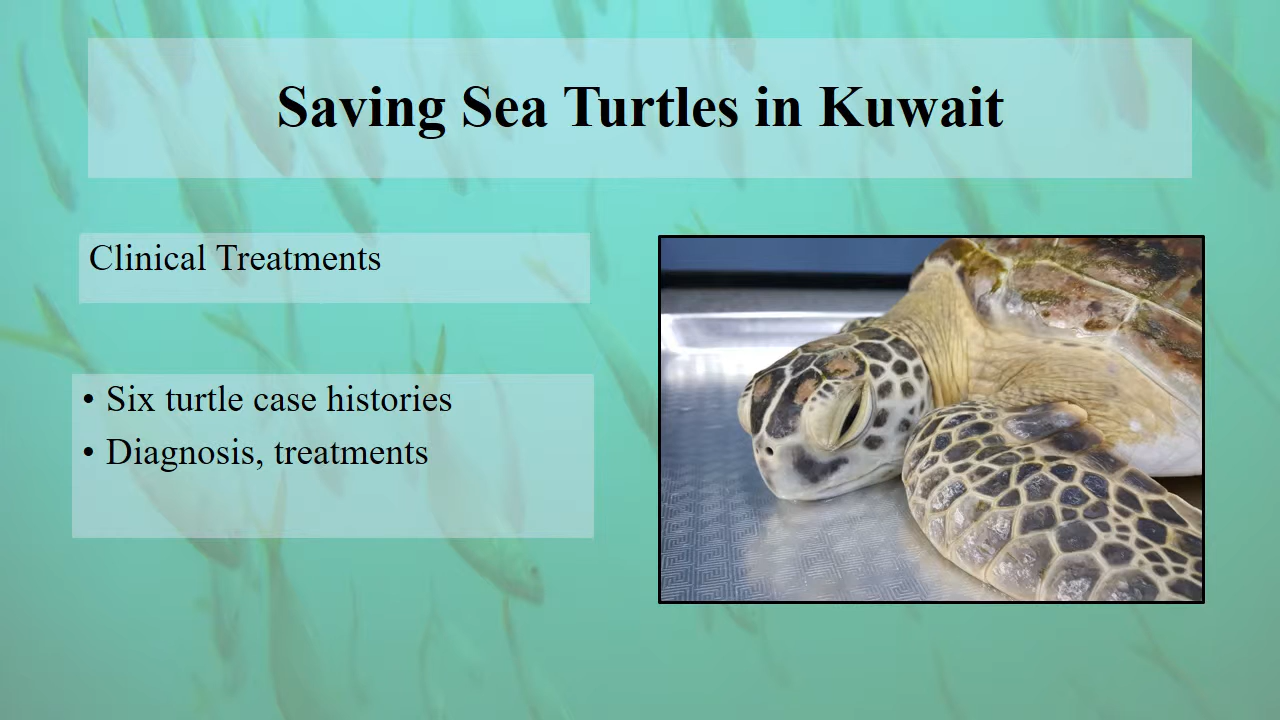 Saving Sea Turtles in Kuwait
Clinical Treatments
• Six turtle case histories
• Diagnosis, treatments